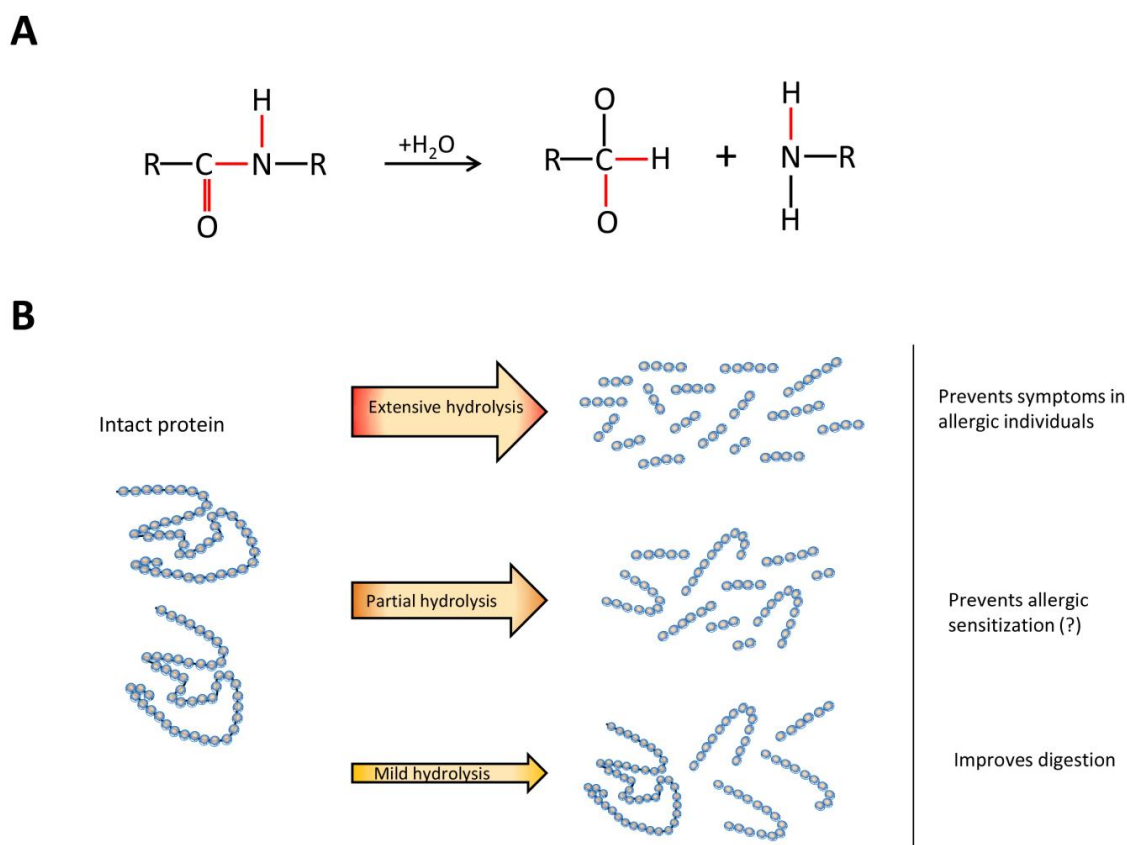 A
H
O
H
+H₂O
R—C—N—R
R—C—H
+
N—R
O
O
H
B
Intact protein
Extensive hydrolysis
Prevents symptoms in
allergic individuals
Partial hydrolysis
Prevents allergic
sensitization (?)
Mild hydrolysis
Improves digestion